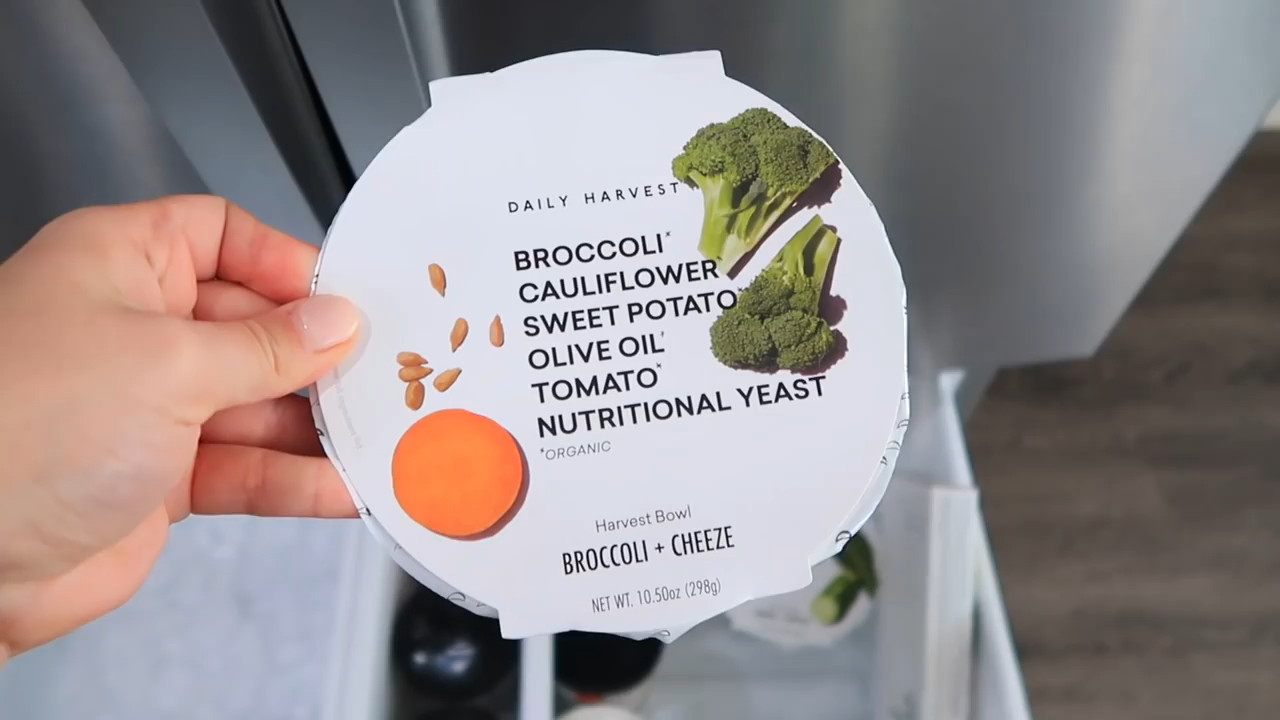 DAILY HARVEST
BROCCOLI*
CAULIFLOWER
SWEET POTATO*
OLIVE OIL*
TOMATO*
NUTRITIONAL YEAST
*ORGANIC
Harvest Bowl
BROCCOLI + CHEEZE
NET WT. 10.50oz (298g)